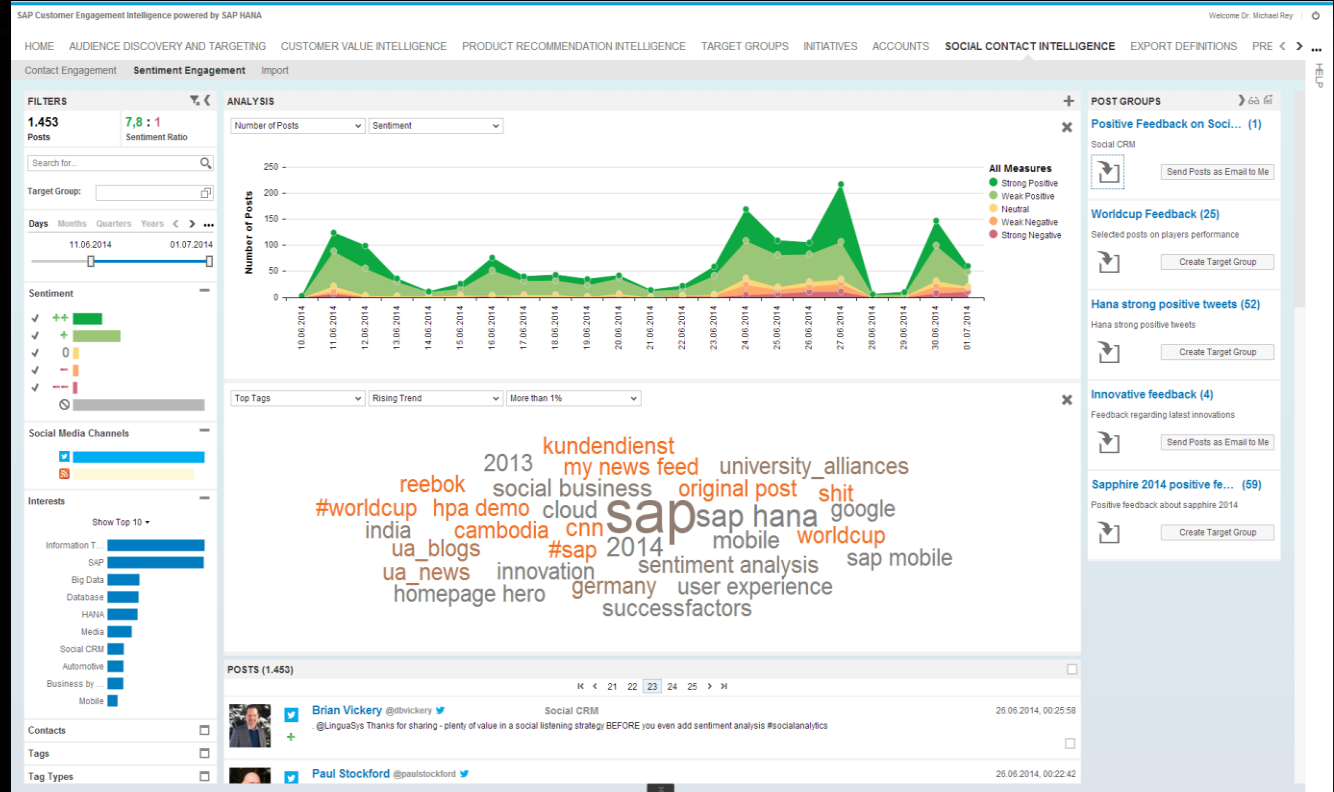 SAP Customer Engagement Intelligence powered by SAP HANA
Welcome Dr. Michael Rey
HOME AUDIENCE DISCOVERY AND TARGETING CUSTOMER VALUE INTELLIGENCE PRODUCT RECOMMENDATION INTELLIGENCE TARGET GROUPS INITIATIVES ACCOUNTS SOCIAL CONTACT INTELLIGENCE EXPORT DEFINITIONS PRE < > ...
HELP
Contact Engagement Sentiment Engagement Import
FILTERS
1.453
Posts
7,8 : 1
Sentiment Ratio
Search for...
Target Group:
Days Months Quarters Years < > ...
11.06.2014 01.07.2014
Sentiment
++
+
0
-
--
Social Media Channels
Interests
Show Top 10
Information T...
SAP
Big Data
Database
HANA
Media
Social CRM
Automotive
Business by ...
Mobile
Contacts
Tags
Tag Types
ANALYSIS
Number of Posts
Sentiment
Number of Posts
250
200
150
100
50
0
10.06.2014
11.06.2014
12.06.2014
13.06.2014
14.06.2014
15.06.2014
16.06.2014
17.06.2014
18.06.2014
19.06.2014
20.06.2014
21.06.2014
22.06.2014
23.06.2014
24.06.2014
25.06.2014
26.06.2014
27.06.2014
28.06.2014
29.06.2014
30.06.2014
01.07.2014
All Measures
Strong Positive
Weak Positive
Neutral
Weak Negative
Strong Negative
Top Tags
Rising Trend
More than 1%
kundendienst
2013 my news feed university_alliances
reebok social business original post shit
#worldcup hpa demo cloud sap sap hana google
india cambodia cnn mobile worldcup
ua_blogs #sap 2014 sentiment analysis sap mobile
ua_news innovation germany user experience
homepage hero successfactors
POSTS (1.453)
21 22 23 24 25
Brian Vickery @dbvickery Social CRM 26.06.2014, 00:25:58
. @LinguaSys Thanks for sharing - plenty of value in a social listening strategy BEFORE you even add sentiment analysis #socialanalytics
+
Paul Stockford @paulstockford 26.06.2014, 00:22:42
POST GROUPS
Positive Feedback on Soci... (1)
Social CRM
Send Posts as Email to Me
Worldcup Feedback (25)
Selected posts on players performance
Create Target Group
Hana strong positive tweets (52)
Hana strong positive tweets
Create Target Group
Innovative feedback (4)
Feedback regarding latest innovations
Send Posts as Email to Me
Sapphire 2014 positive fe... (59)
Positive feedback about sapphire 2014
Create Target Group